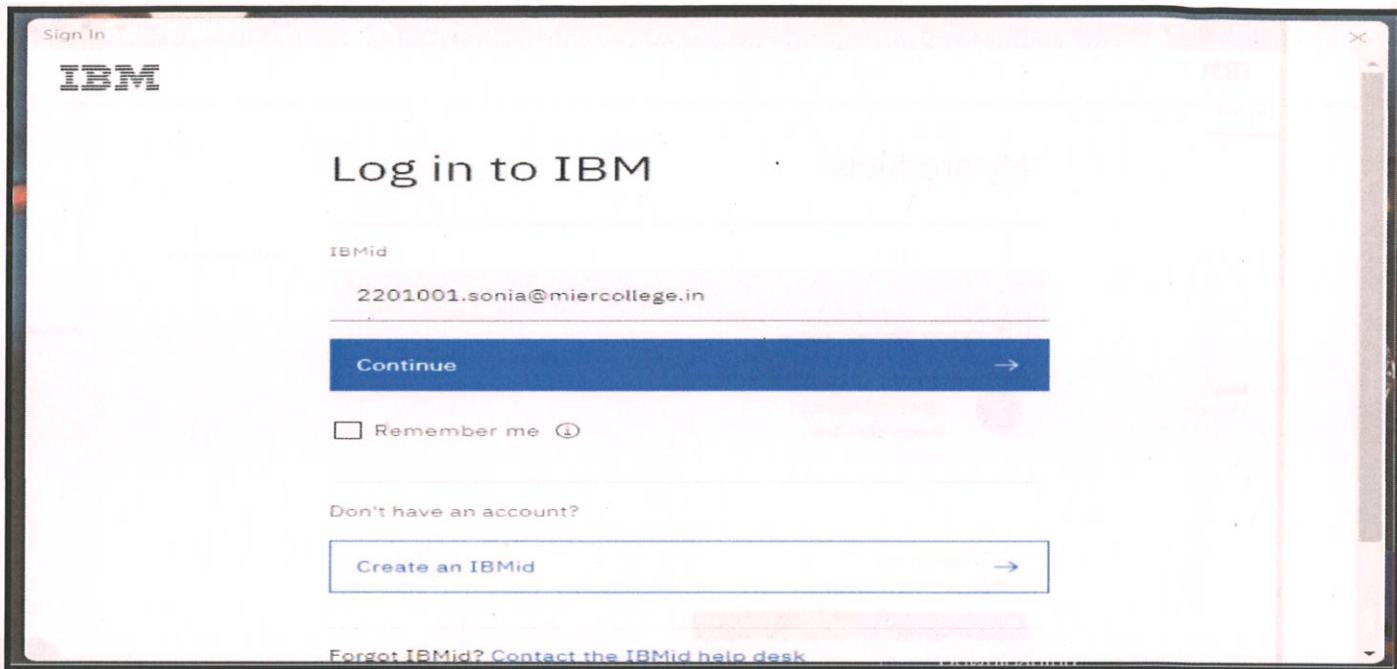 Sign In
IBM
Log in to IBM
IBMid
2201001.sonia@miercollege.in
Continue
Remember me
Don't have an account?
Create an IBMid
Forgot IBMid? Contact the IBMid help desk